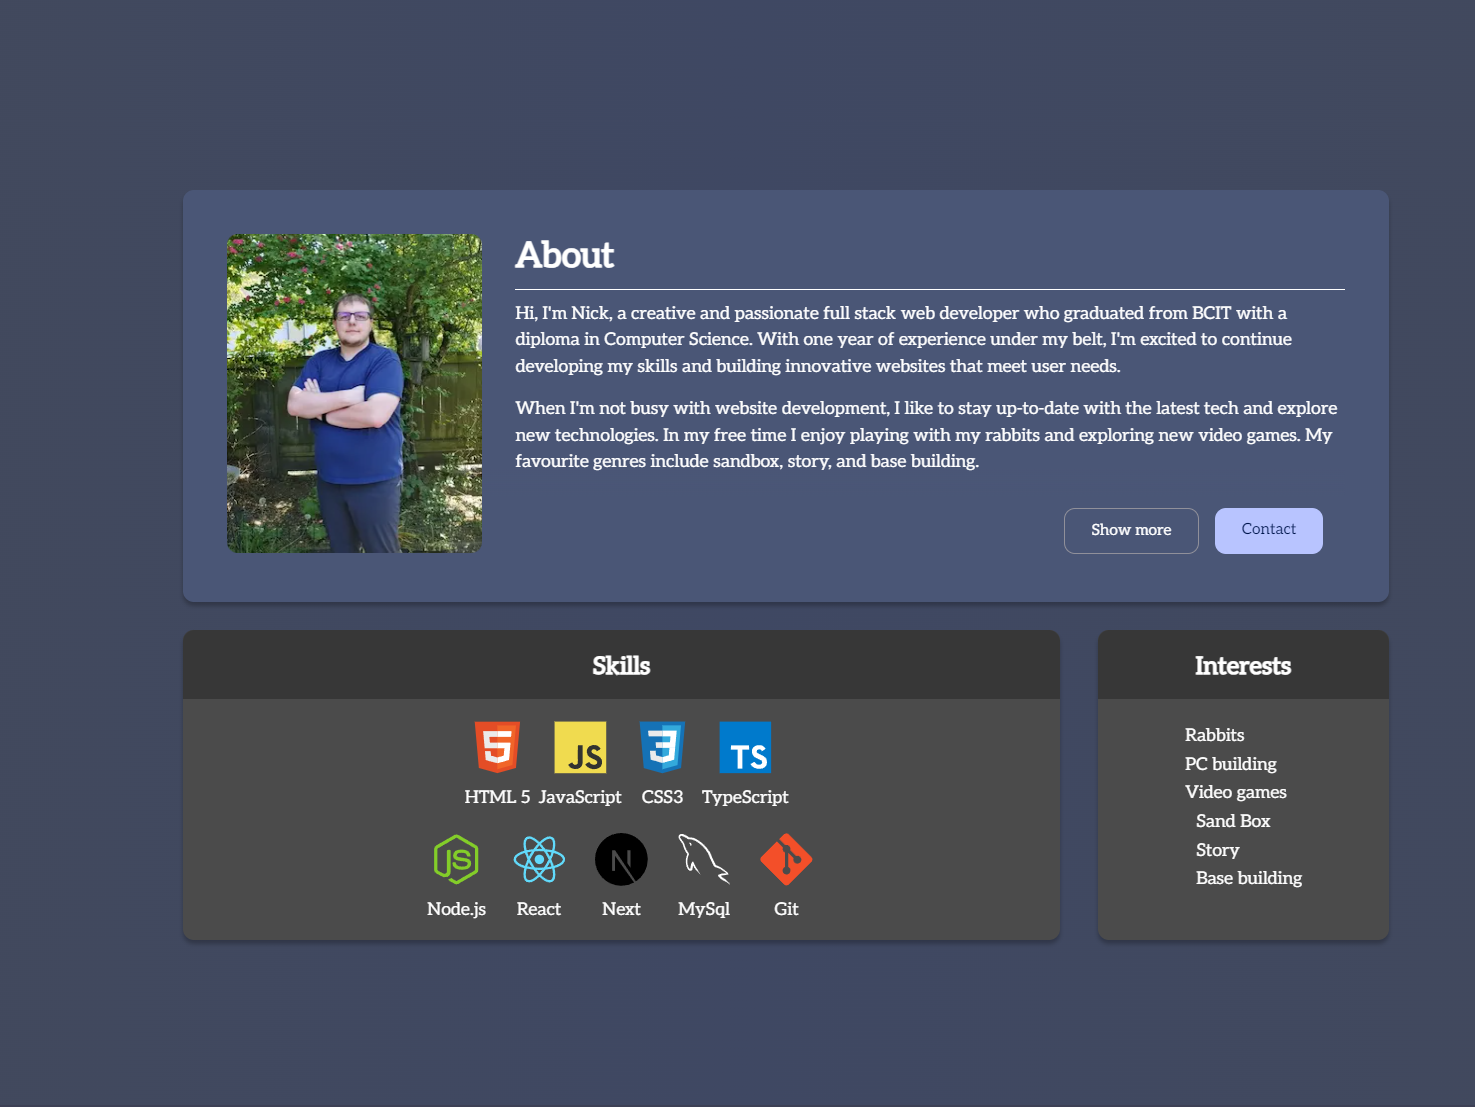 About
Hi, I'm Nick, a creative and passionate full stack web developer who graduated from BCIT with a
diploma in Computer Science. With one year of experience under my belt, I'm excited to continue
developing my skills and building innovative websites that meet user needs.
When I'm not busy with website development, I like to stay up-to-date with the latest tech and explore
new technologies. In my free time I enjoy playing with my rabbits and exploring new video games. My
favourite genres include sandbox, story, and base building.
Show more
Contact
Skills
5
JS
3
TS
HTML 5
JavaScript
CSS3
TypeScript
JS
N
Node.js
React
Next
MySql
Git
Interests
Rabbits
PC building
Video games
Sand Box
Story
Base building